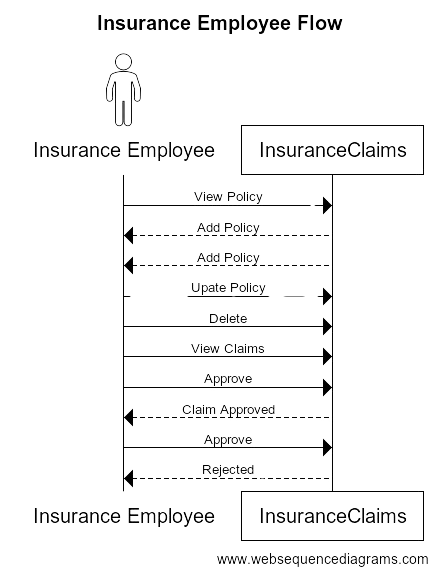 Insurance Employee Flow
Insurance Employee
InsuranceClaims
View Policy
Add Policy
Add Policy
Upate Policy
Delete
View Claims
Approve
Claim Approved
Approve
Rejected
Insurance Employee
InsuranceClaims
www.websequencediagrams.com